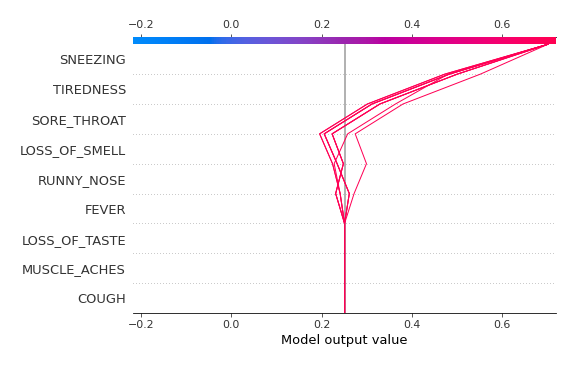 −0.2 0.0 0.2 0.4 0.6
SNEEZING
TIREDNESS
SORE_THROAT
LOSS_OF_SMELL
RUNNY_NOSE
FEVER
LOSS_OF_TASTE
MUSCLE_ACHES
COUGH
−0.2 0.0 0.2 0.4 0.6
Model output value